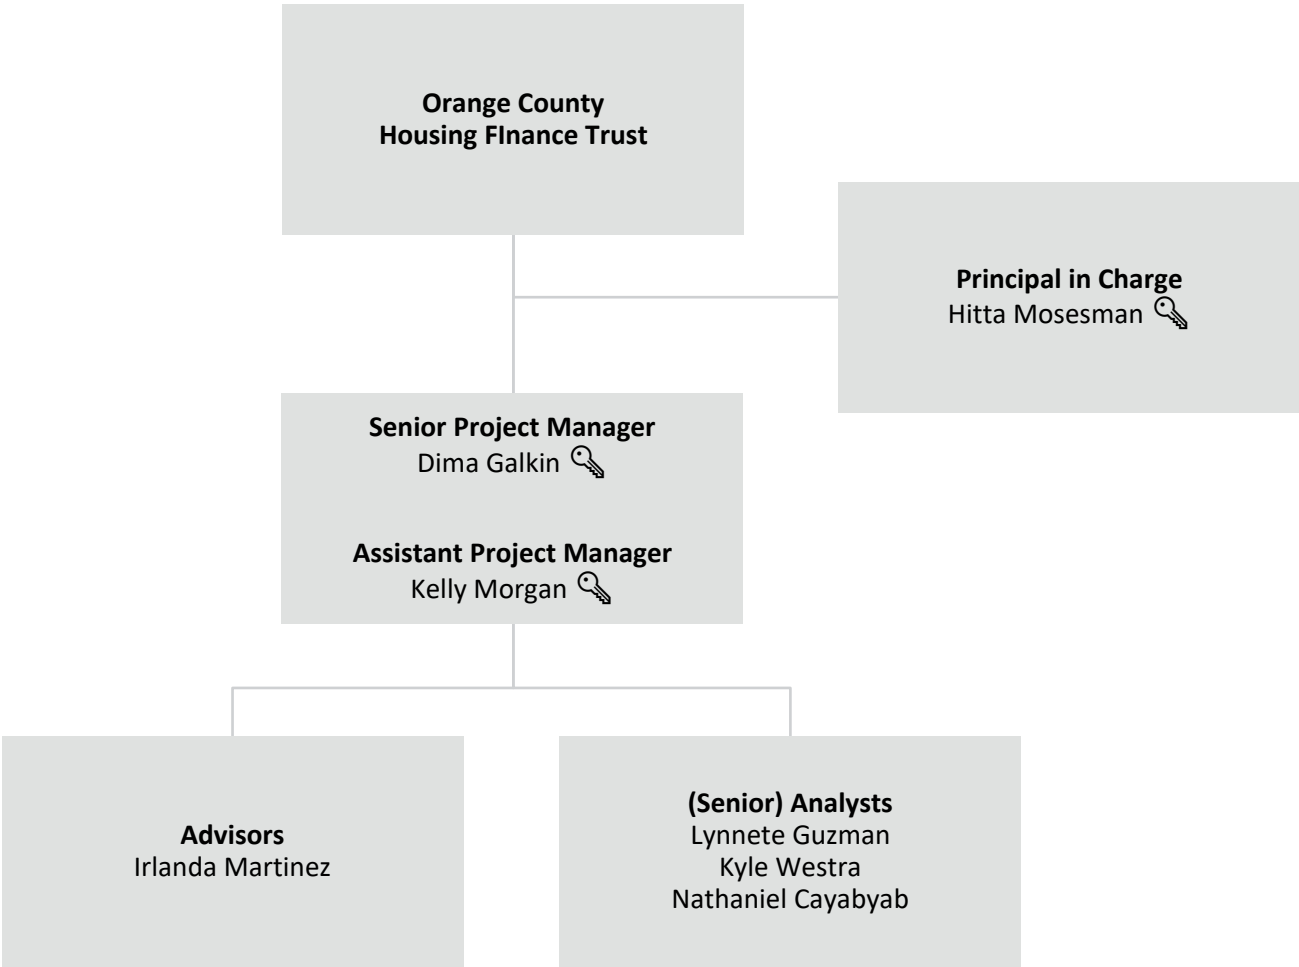 Orange County
Housing FInance Trust
Principal in Charge
Hitta Mosesman
Senior Project Manager
Dima Galkin
Assistant Project Manager
Kelly Morgan
Advisors
Irlanda Martinez
(Senior) Analysts
Lynnete Guzman
Kyle Westra
Nathaniel Cayabyab